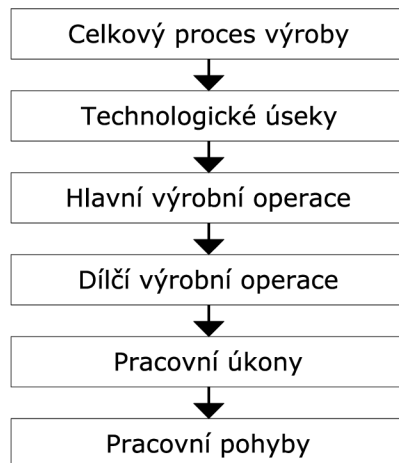 Celkový proces výroby
Technologické úseky
Hlavní výrobní operace
Dílčí výrobní operace
Pracovní úkony
Pracovní pohyby